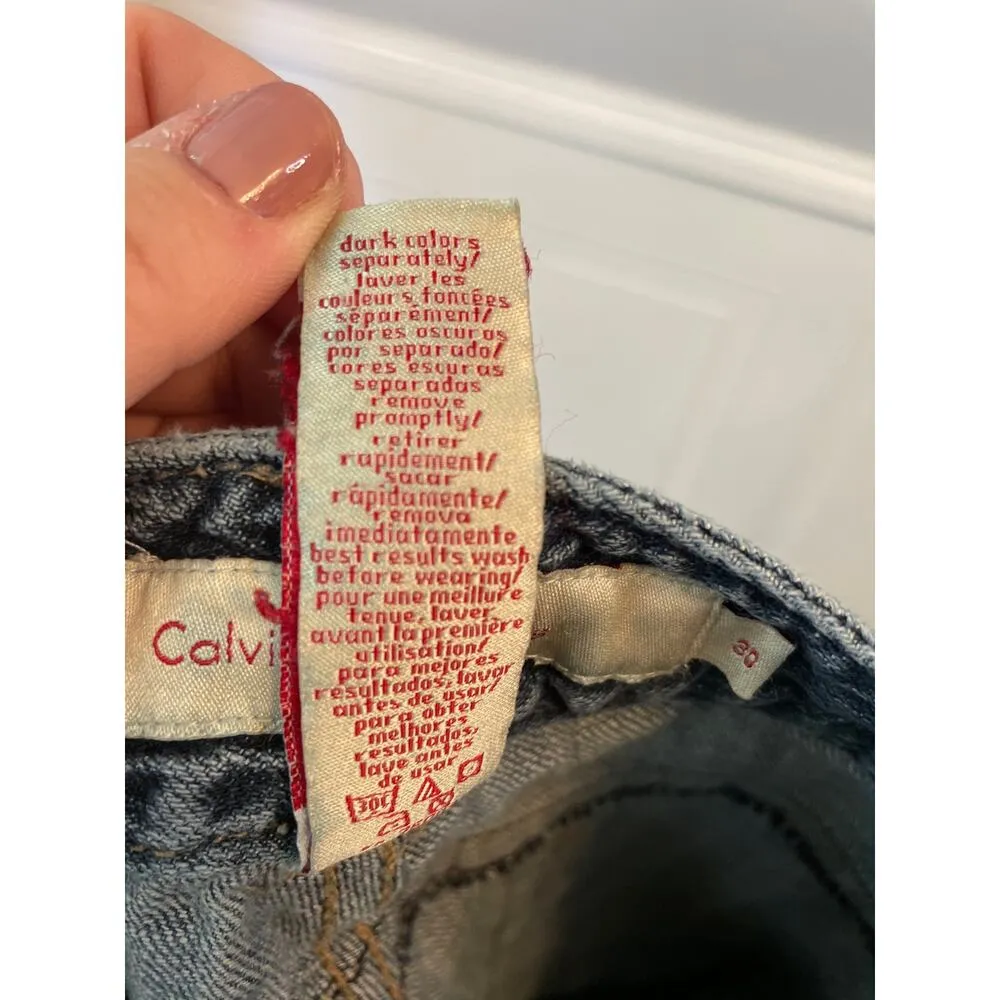 dark colors
separately/
laver les
couleurs foncées
séparément/
colores oscuros
por separado/
cores escuras
separadas
remove
promptly/
retirer
rapidement/
sacar
rápidamente/
remova
imediatamente
best results wash
before wearing/
pour une meillure
tenue, laver
avant la première
utilisation/
para mejores
resultados, lavar
antes de usar/
para obter
melhores
resultados,
lave antes
de usar
30C
Calvi
30